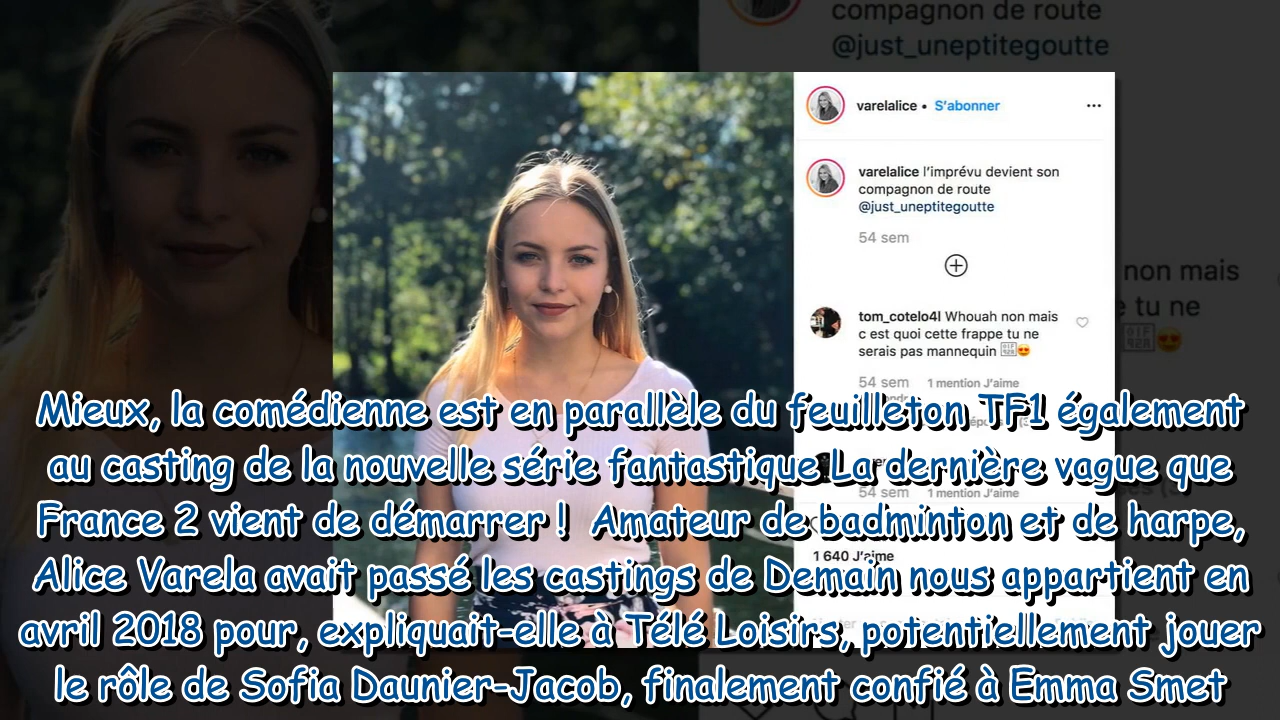 compagnon de route
@just_uneptitegoutte
varelalice • S'abonner
varelalice l'imprévu devient son
compagnon de route
@just_uneptitegoutte
54 sem
non mais
e tu ne
tom_cotelo4l Whouah non mais
c est quoi cette frappe tu ne
serais pas mannequin
54 sem 1 mention J'aime
54 sem 1 mention J'aime
1 640 J'aime
Mieux, la comédienne est en parallèle du feuilleton TF1 également
au casting de la nouvelle série fantastique La dernière vague que
France 2 vient de démarrer ! Amateur de badminton et de harpe,
Alice Varela avait passé les castings de Demain nous appartient en
avril 2018 pour, expliquait-elle à Télé Loisirs, potentiellement jouer
le rôle de Sofia Daunier-Jacob, finalement confié à Emma Smet